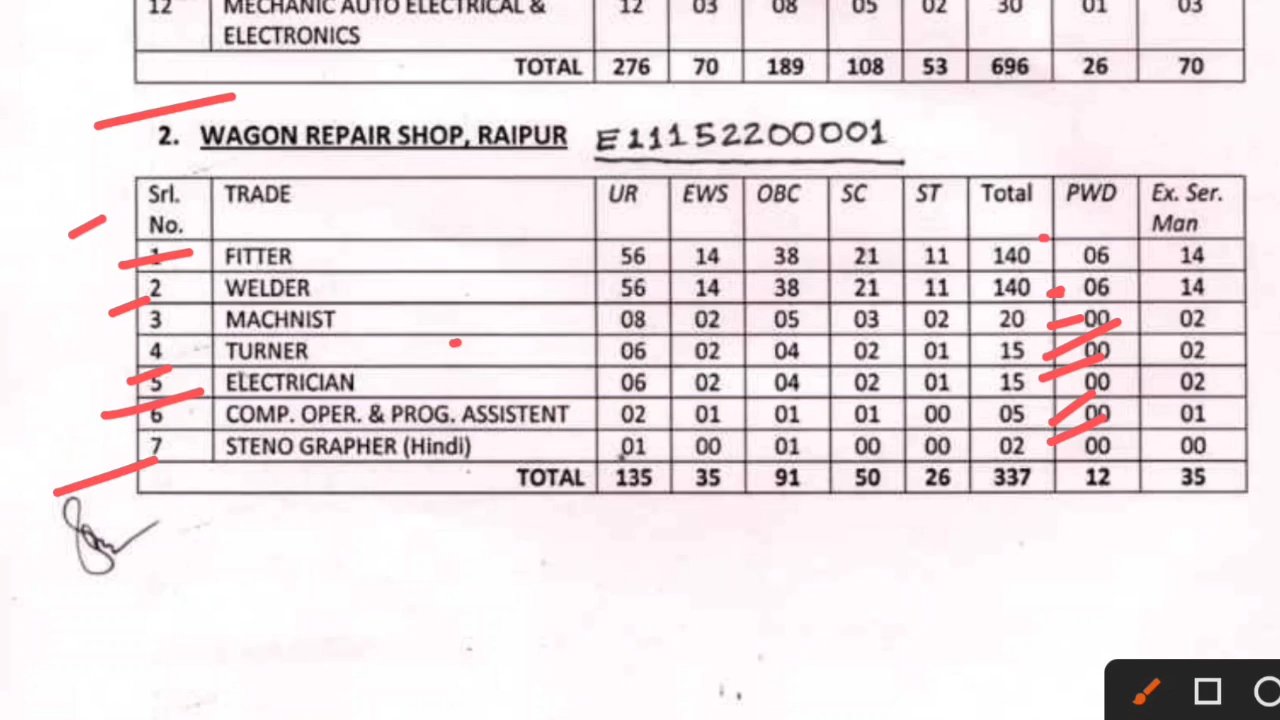 12 MECHANIC AUTO ELECTRICAL & 12 03 08 05 02 30 01 03
ELECTRONICS
TOTAL 276 70 189 108 53 696 26 70
2. WAGON REPAIR SHOP, RAIPUR E11152200001
Srl. No. TRADE UR EWS OBC SC ST Total PWD Ex. Ser. Man
1 FITTER 56 14 38 21 11 140 06 14
2 WELDER 56 14 38 21 11 140 06 14
3 MACHNIST 08 02 05 03 02 20 00 02
4 TURNER 06 02 04 02 01 15 00 02
5 ELECTRICIAN 06 02 04 02 01 15 00 02
6 COMP. OPER. & PROG. ASSISTENT 02 01 01 01 00 05 00 01
7 STENO GRAPHER (Hindi) 01 00 01 00 00 02 00 00
TOTAL 135 35 91 50 26 337 12 35